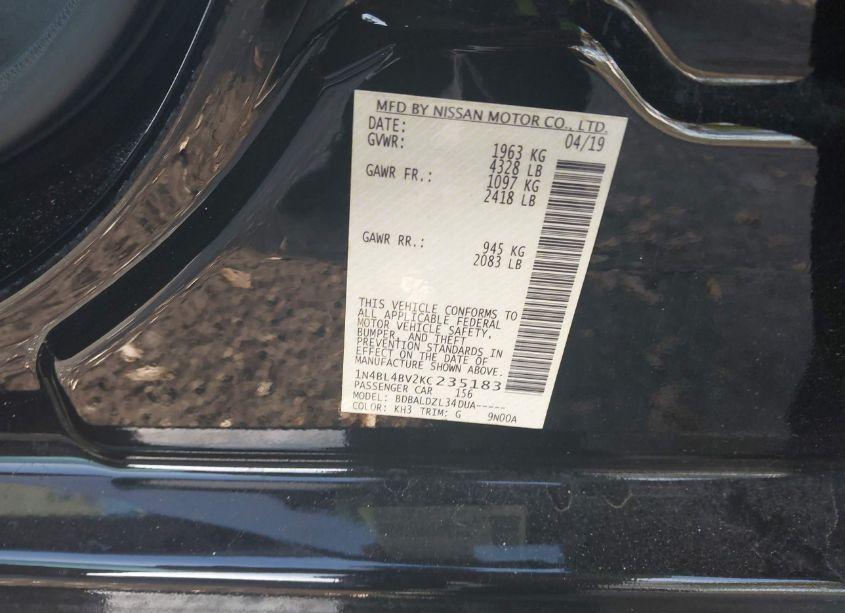 MFD BY NISSAN MOTOR CO., LTD.
DATE: 04/19
GVWR: 1963 KG
4328 LB
GAWR FR.: 1097 KG
2418 LB
GAWR RR.: 945 KG
2083 LB
THIS VEHICLE CONFORMS TO
ALL APPLICABLE FEDERAL
MOTOR VEHICLE SAFETY,
BUMPER, AND THEFT
PREVENTION STANDARDS IN
EFFECT ON THE DATE OF
MANUFACTURE SHOWN ABOVE.
1N4BL4BV2KC235183
PASSENGER CAR 156
MODEL: BDBALDZL34DUA-----
COLOR: KH3 TRIM: G 9N00A